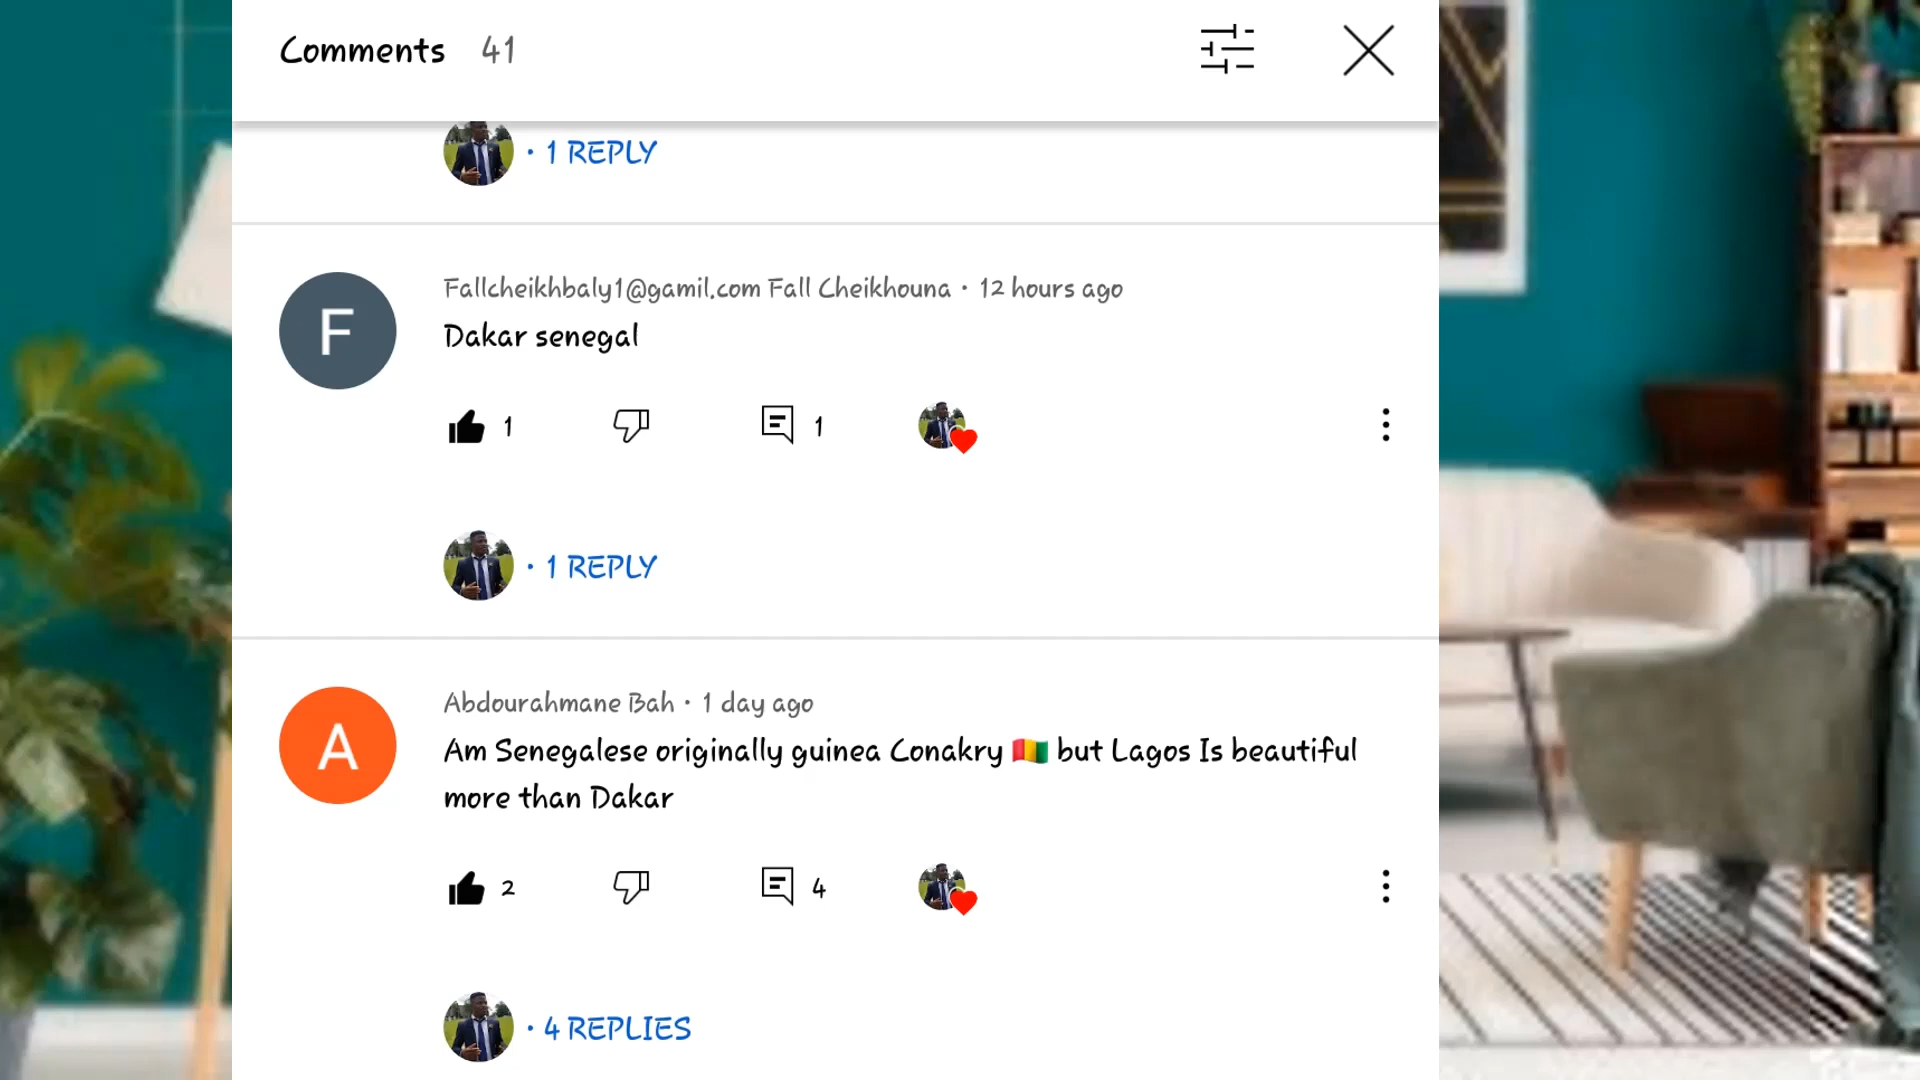 Comments 41
· 1 REPLY
F
Fallcheikhbaly1@gamil.com Fall Cheikhouna · 12 hours ago
Dakar senegal
1 1
· 1 REPLY
A
Abdourahmane Bah · 1 day ago
Am Senegalese originally guinea Conakry 🇬🇳 but Lagos Is beautiful
more than Dakar
2 4
· 4 REPLIES